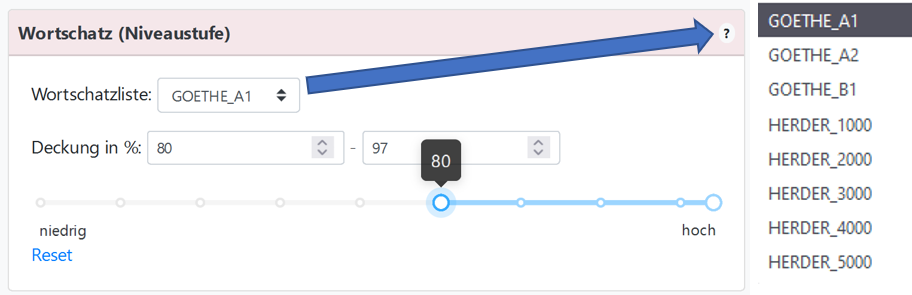 Wortschatz (Niveaustufe) ?
Wortschatzliste: GOETHE_A1
Deckung in %: 80 - 97
80
niedrig hoch
Reset
GOETHE_A1
GOETHE_A2
GOETHE_B1
HERDER_1000
HERDER_2000
HERDER_3000
HERDER_4000
HERDER_5000